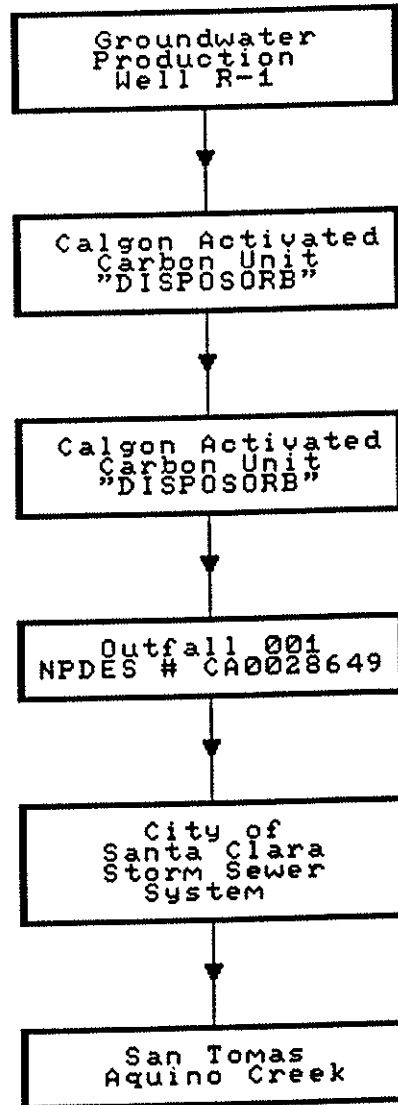 Groundwater
Production
Well R-1
Calgon Activated
Carbon Unit
"DISPOSORB"
Calgon Activated
Carbon Unit
"DISPOSORB"
Outfall 001
NPDES # CA0028649
City of
Santa Clara
Storm Sewer
System
San Tomas
Aquino Creek